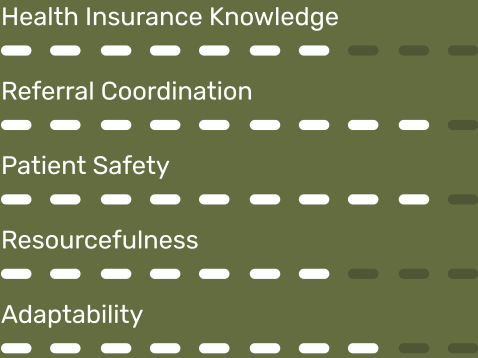 Health Insurance Knowledge
Referral Coordination
Patient Safety
Resourcefulness
Adaptability